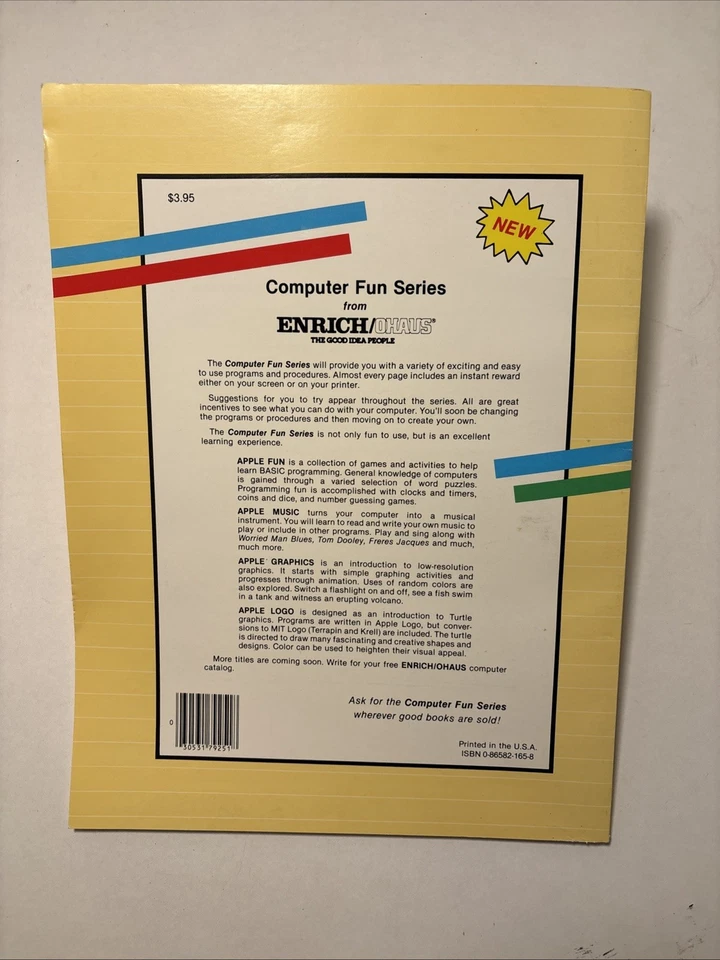 $3.95
NEW
Computer Fun Series
from
ENRICH/OHAUS®
THE GOOD IDEA PEOPLE
The Computer Fun Series will provide you with a variety of exciting and easy
to use programs and procedures. Almost every page includes an instant reward
either on your screen or on your printer.
Suggestions for you to try appear throughout the series. All are great
incentives to see what you can do with your computer. You'll soon be changing
the programs or procedures and then moving on to create your own.
The Computer Fun Series is not only fun to use, but is an excellent
learning experience.
APPLE FUN is a collection of games and activities to help
learn BASIC programming. General knowledge of computers
is gained through a varied selection of word puzzles.
Programming fun is accomplished with clocks and timers,
coins and dice, and number guessing games.
APPLE MUSIC turns your computer into a musical
instrument. You will learn to read and write your own music to
play or include in other programs. Play and sing along with
Worried Man Blues, Tom Dooley, Freres Jacques and much,
much more.
APPLE GRAPHICS is an introduction to low-resolution
graphics. It starts with simple graphing activities and
progresses through animation. Uses of random colors are
also explored. Switch a flashlight on and off, see a fish swim
in a tank and witness an erupting volcano.
APPLE LOGO is designed as an introduction to Turtle
graphics. Programs are written in Apple Logo, but conver-
sions to MIT Logo (Terrapin and Krell) are included. The turtle
is directed to draw many fascinating and creative shapes and
designs. Color can be used to heighten their visual appeal.
More titles are coming soon. Write for your free ENRICH/OHAUS computer
catalog.
Ask for the Computer Fun Series
wherever good books are sold!
0
30531 79251
Printed in the U.S.A.
ISBN 0-86582-165-8